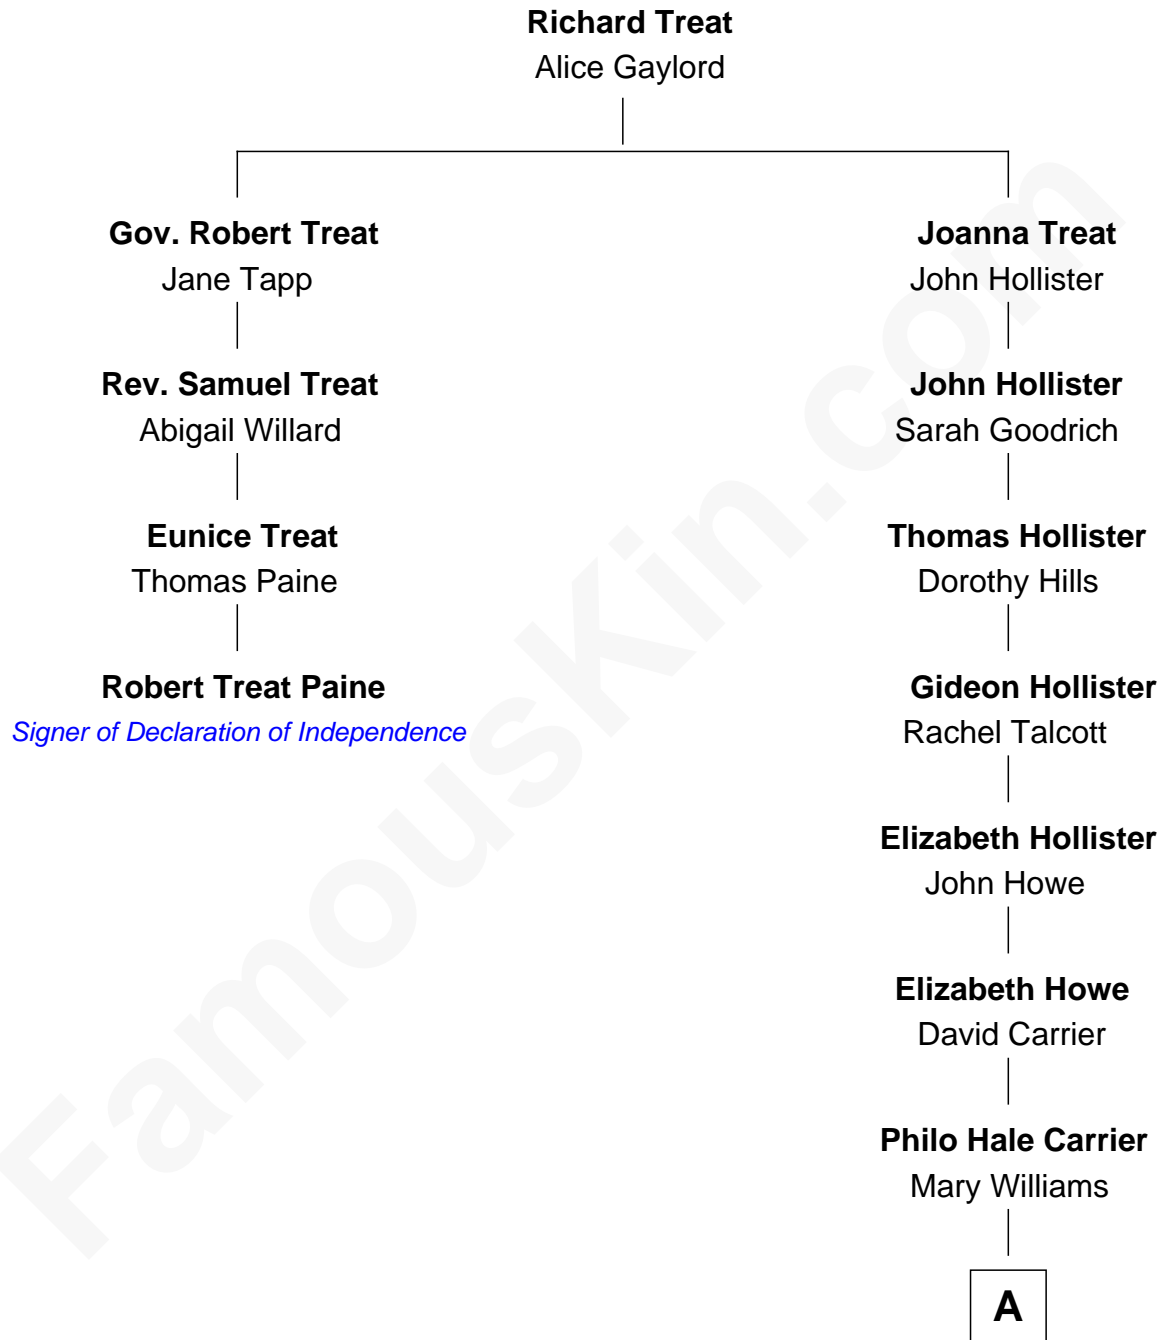 Richard Treat
Alice Gaylord
Gov. Robert Treat
Jane Tapp
Joanna Treat
John Hollister
Rev. Samuel Treat
Abigail Willard
John Hollister
Sarah Goodrich
Eunice Treat
Thomas Paine
Thomas Hollister
Dorothy Hills
Robert Treat Paine
Signer of Declaration of Independence
Gideon Hollister
Rachel Talcott
Elizabeth Hollister
John Howe
Elizabeth Howe
David Carrier
Philo Hale Carrier
Mary Williams
A
FamousKin.com